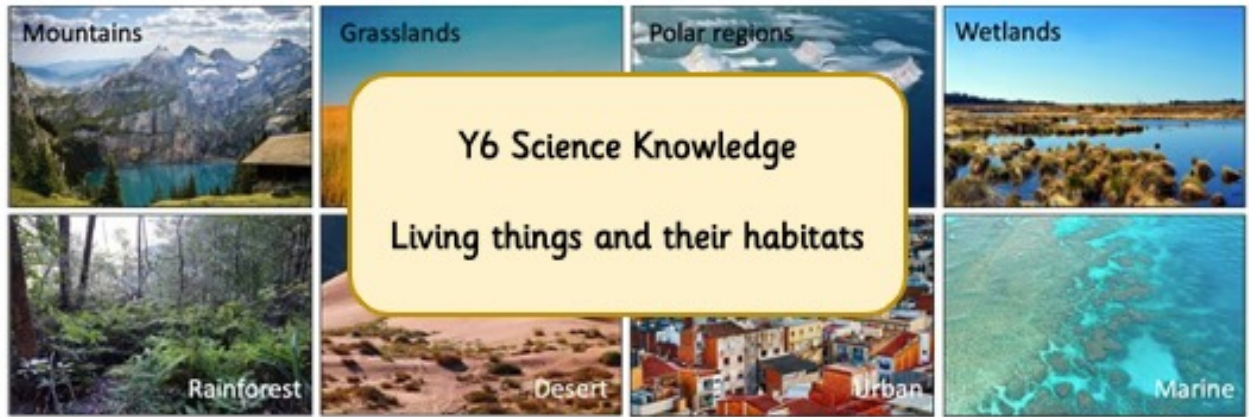 Mountains
Grasslands
Polar regions
Wetlands
Y6 Science Knowledge
Living things and their habitats
Rainforest
Desert
Urban
Marine